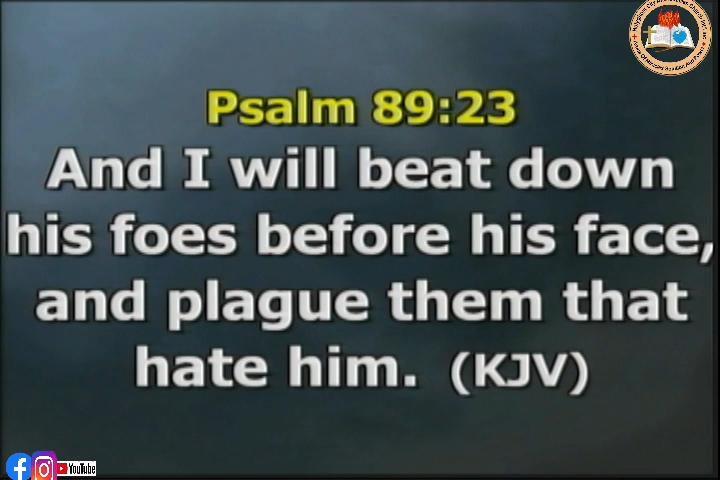 Psalm 89:23
And I will beat down
his foes before his face,
and plague them that
hate him. (KJV)
YouTube